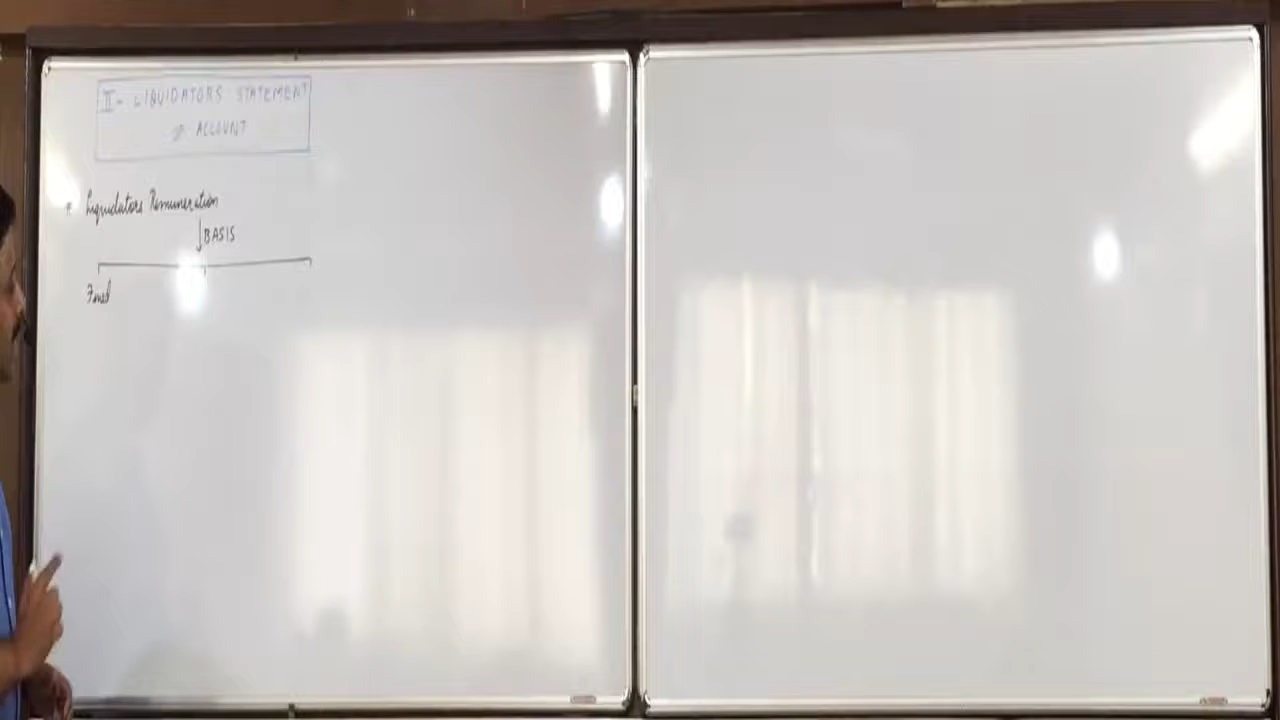 II - LIQUIDATORS STATEMENT
OF ACCOUNT
* Liquidators Remuneration
↓ BASIS
Fixed